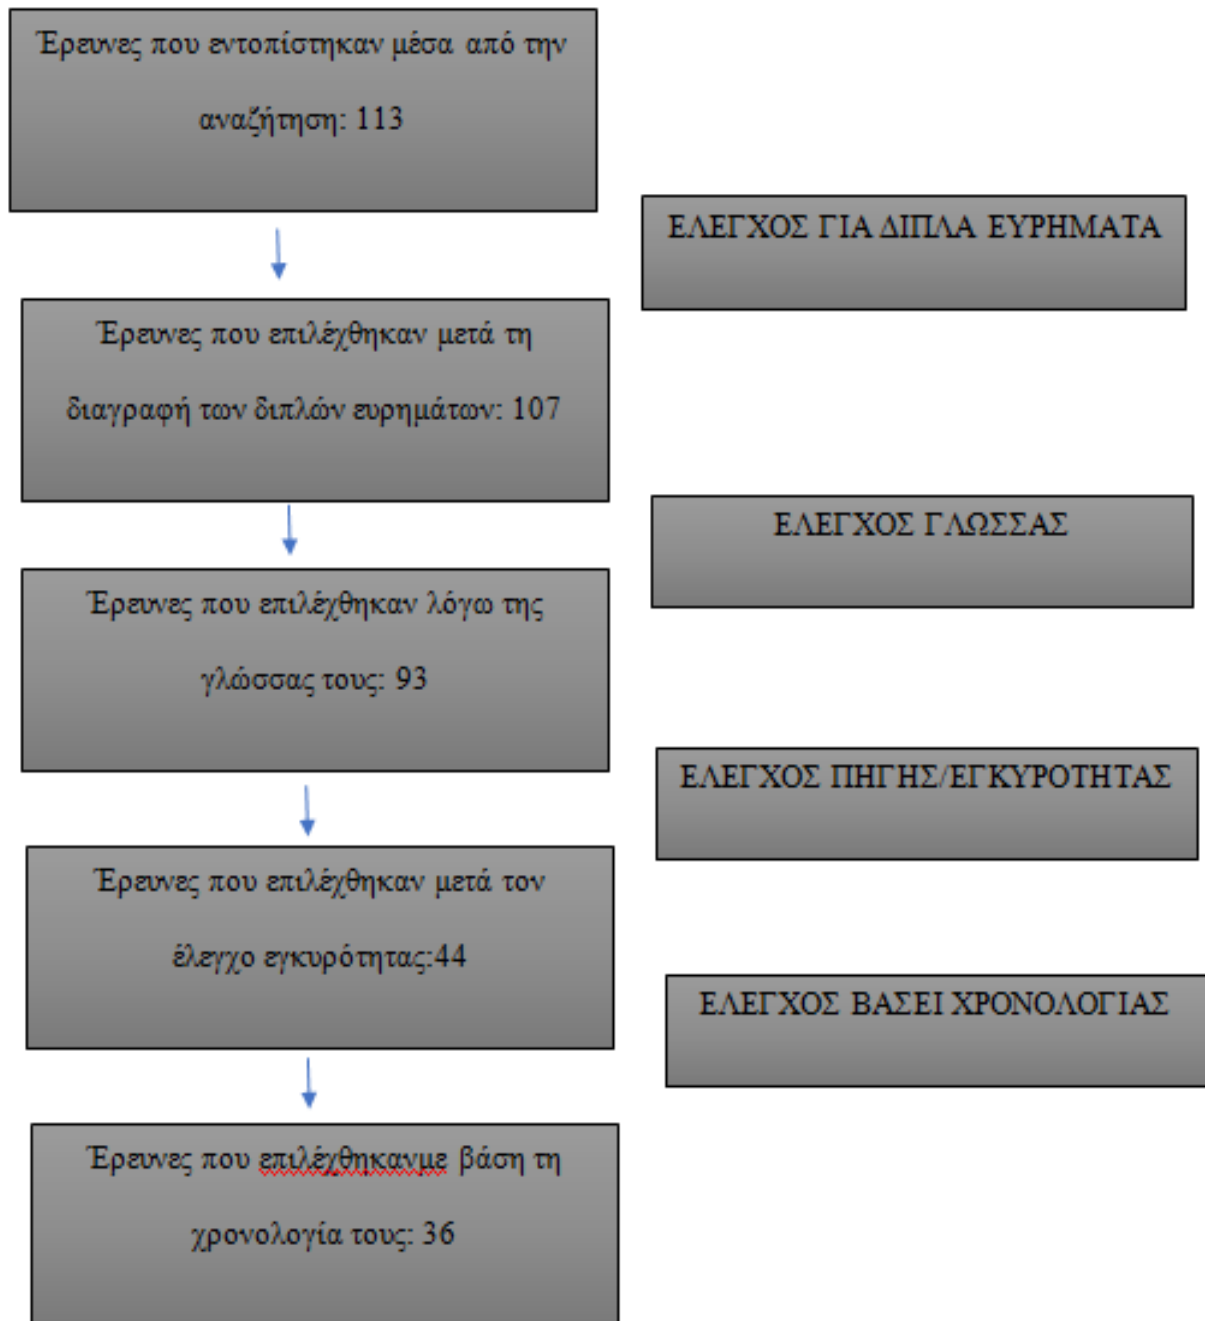 Έρευνες που εντοπίστηκαν μέσα από την
αναζήτηση: 113
ΕΛΕΓΧΟΣ ΓΙΑ ΔΙΠΛΑ ΕΥΡΗΜΑΤΑ
Έρευνες που επιλέχθηκαν μετά τη
διαγραφή των διπλών ευρημάτων: 107
ΕΛΕΓΧΟΣ ΓΛΩΣΣΑΣ
Έρευνες που επιλέχθηκαν λόγω της
γλώσσας τους: 93
ΕΛΕΓΧΟΣ ΠΗΓΗΣ/ΕΓΚΥΡΟΤΗΤΑΣ
Έρευνες που επιλέχθηκαν μετά τον
έλεγχο εγκυρότητας:44
ΕΛΕΓΧΟΣ ΒΑΣΕΙ ΧΡΟΝΟΛΟΓΙΑΣ
Έρευνες που επιλέχθηκανμε βάση τη
χρονολογία τους: 36